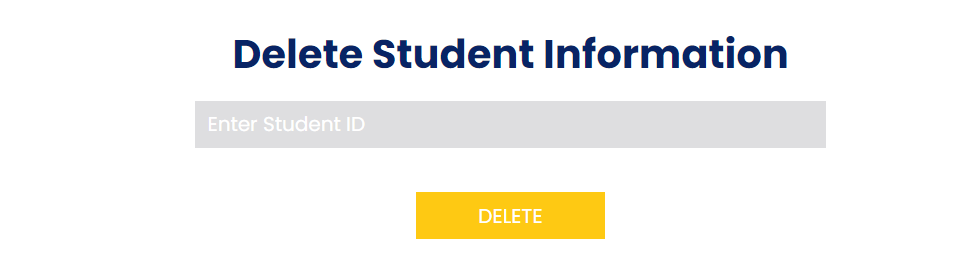 Delete Student Information
Enter Student ID
DELETE